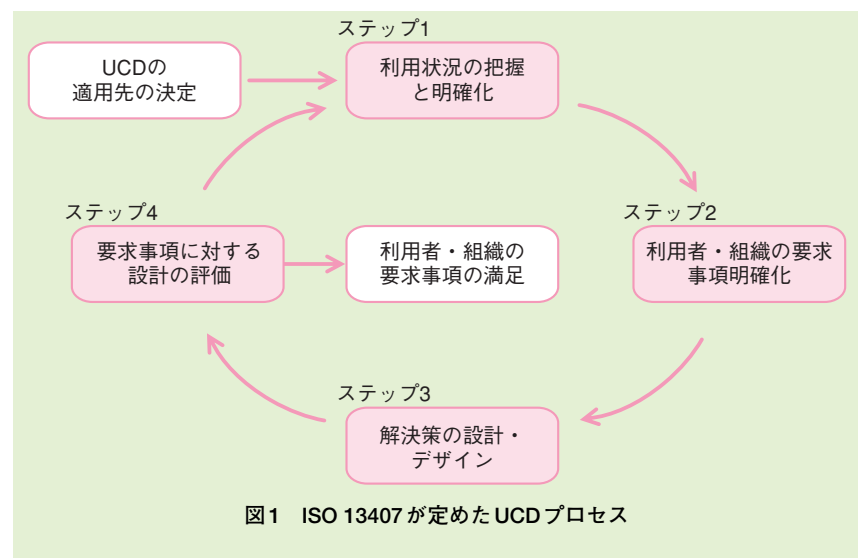 ステップ1
UCDの
適用先の決定
利用状況の把握
と明確化
ステップ4
ステップ2
要求事項に対する
設計の評価
利用者・組織の
要求事項の満足
利用者・組織の要求
事項明確化
ステップ3
解決策の設計・
デザイン
図1 ISO 13407が定めたUCDプロセス